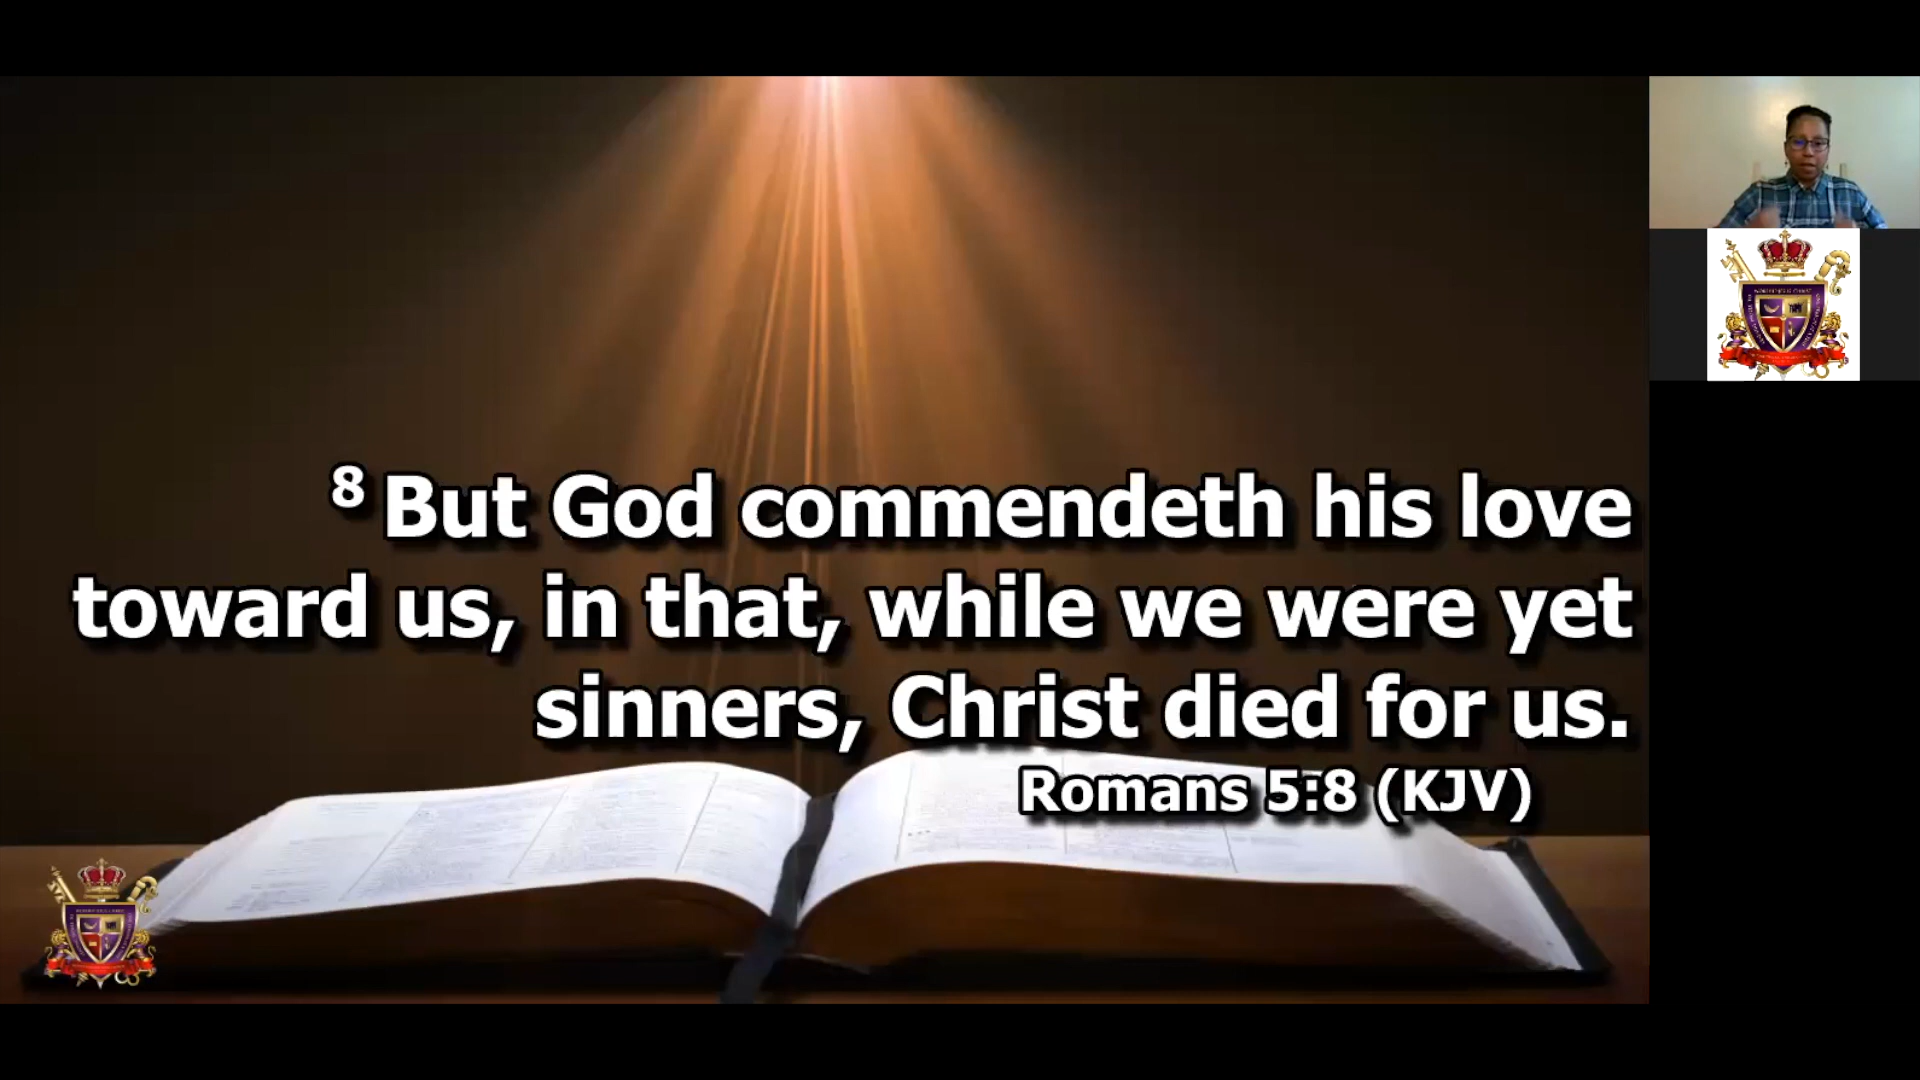 8 But God commendeth his love
toward us, in that, while we were yet
sinners, Christ died for us.
Romans 5:8 (KJV)